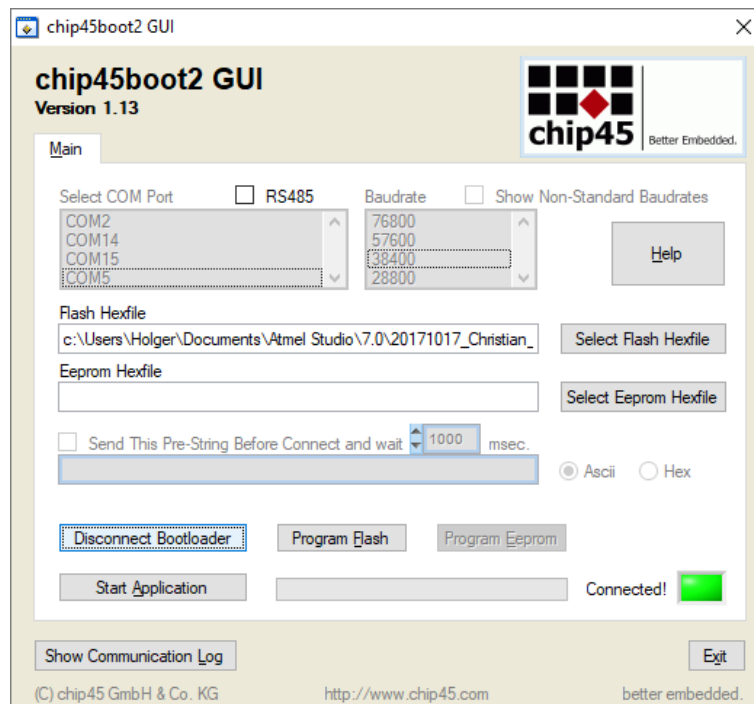 chip45boot2 GUI
chip45boot2 GUI
Version 1.13
chip45
Better Embedded.
Main
Select COM Port
RS485
Baudrate
Show Non-Standard Baudrates
COM2
COM14
COM15
COM5
76800
57600
38400
28800
Help
Flash Hexfile
c:\Users\Holger\Documents\Atmel Studio\7.0\20171017_Christian_
Select Flash Hexfile
Eeprom Hexfile
Select Eeprom Hexfile
Send This Pre-String Before Connect and wait 1000 msec.
Ascii
Hex
Disconnect Bootloader
Program Flash
Program Eeprom
Start Application
Connected!
Show Communication Log
Exit
(C) chip45 GmbH & Co. KG
http://www.chip45.com
better embedded.